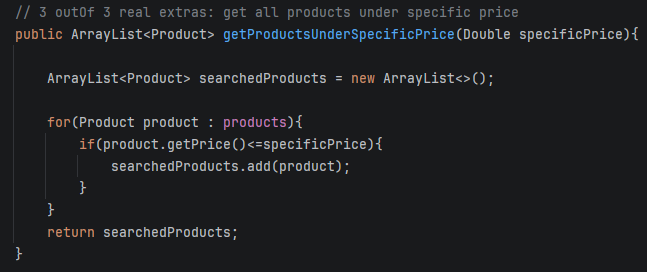 // 3 outOf 3 real extras: get all products under specific price
public ArrayList<Product> getProductsUnderSpecificPrice(Double specificPrice){
ArrayList<Product> searchedProducts = new ArrayList<>();
for(Product product : products){
if(product.getPrice()<=specificPrice){
searchedProducts.add(product);
}
}
return searchedProducts;
}